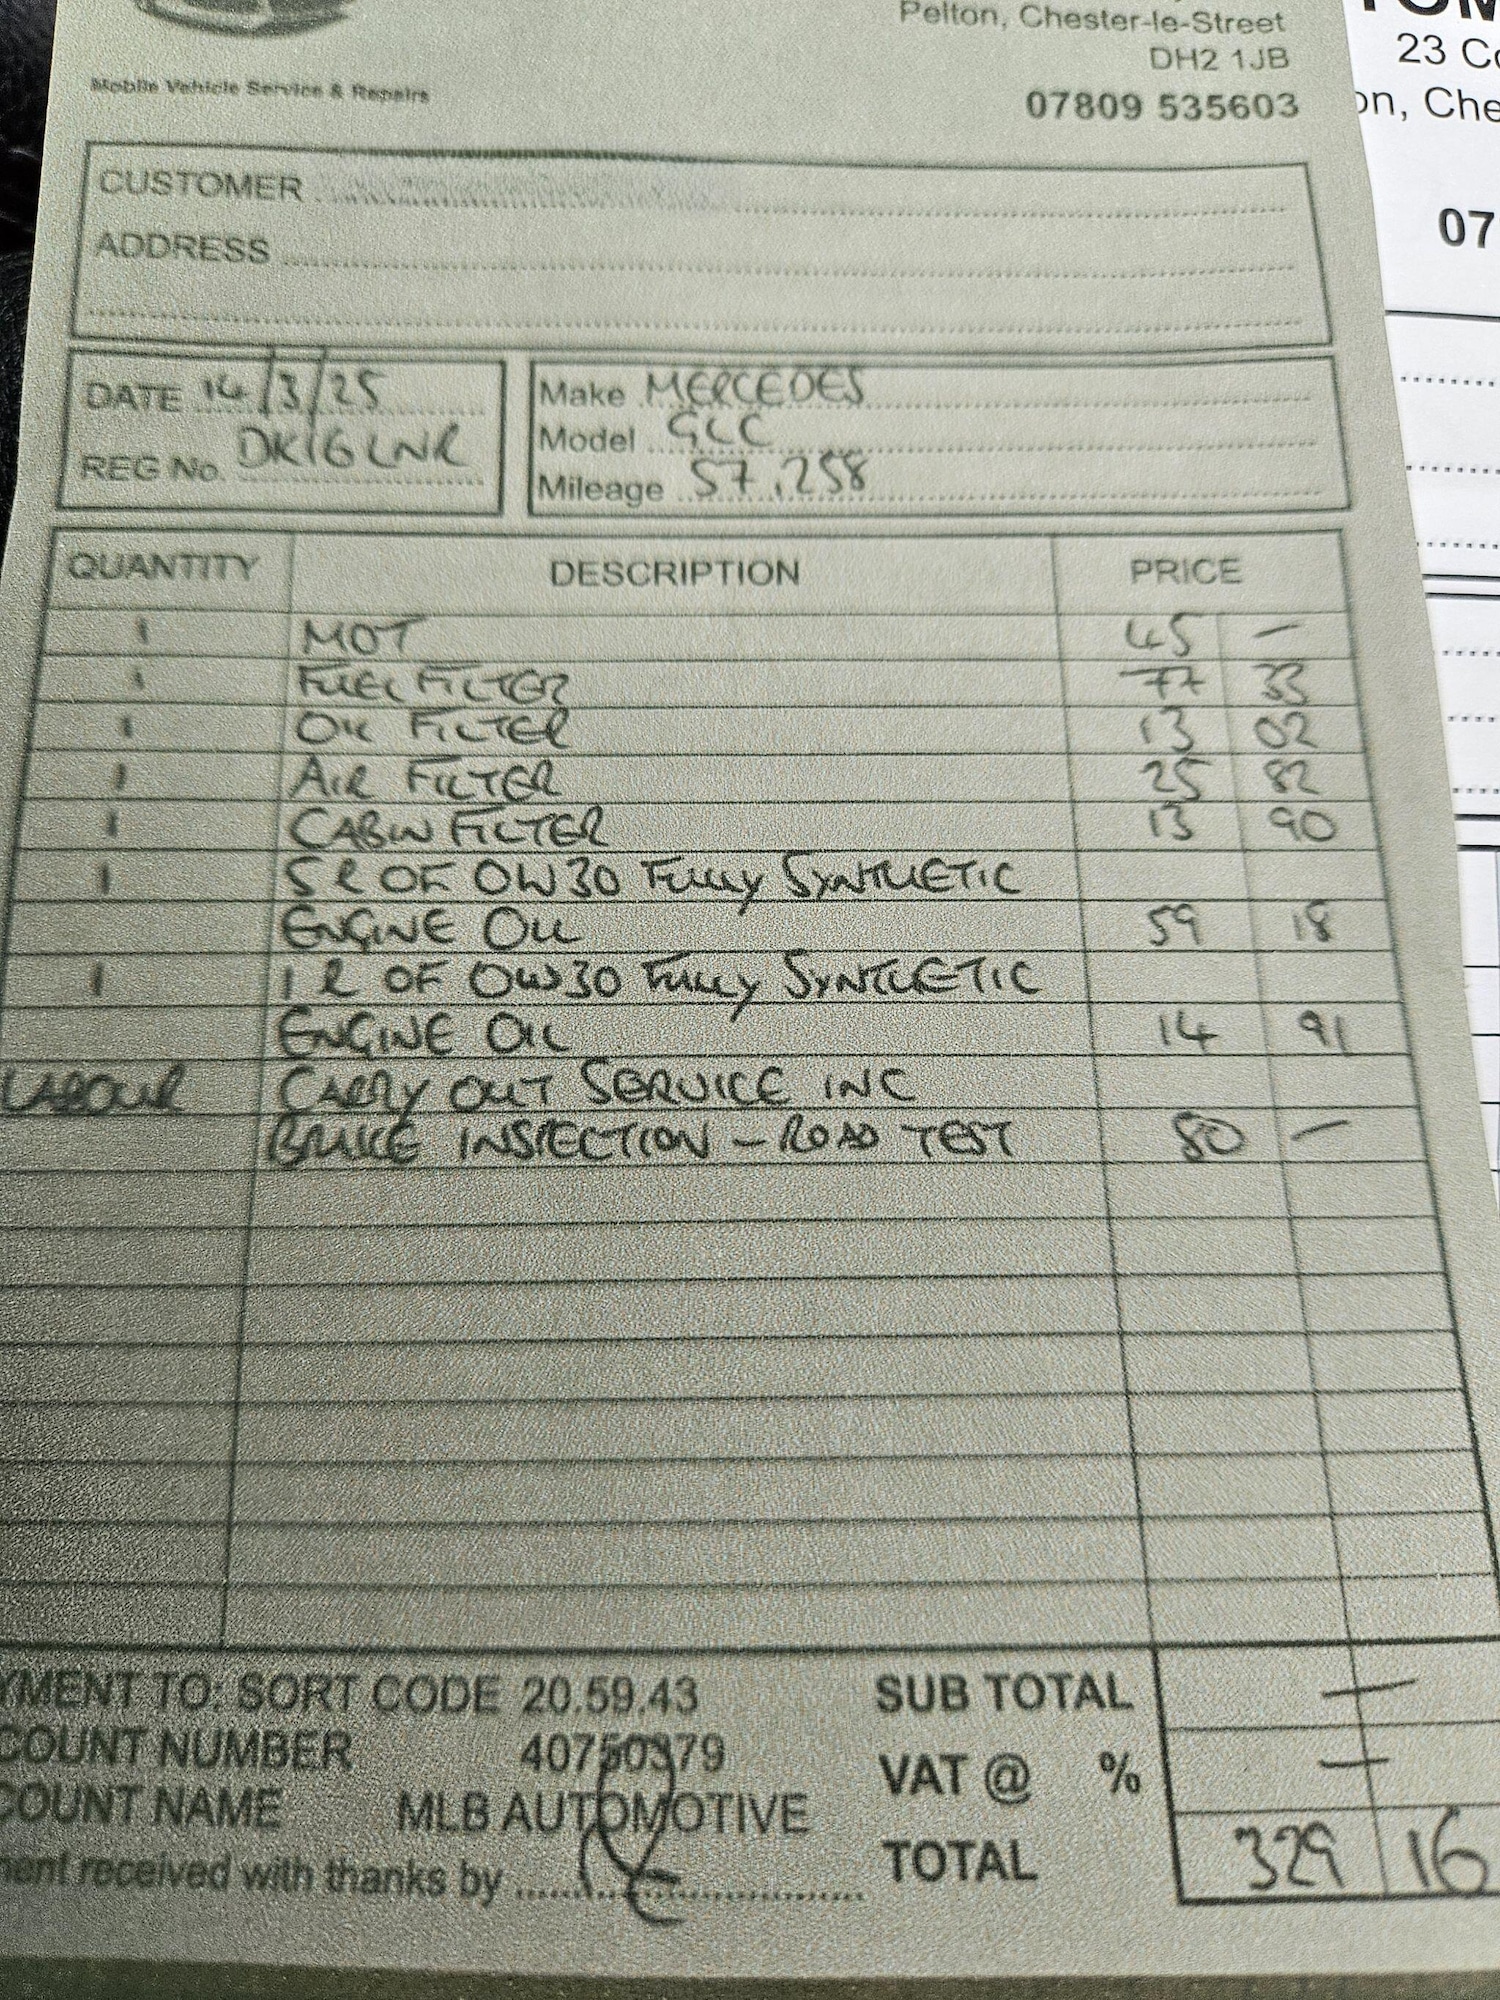 Pelton, Chester-le-Street
DH2 1JB
Mobile Vehicle Service & Repairs
07809 535603
CUSTOMER
ADDRESS
DATE 14/3/25
REG No. DK16LNR
Make MERCEDES
Model GLC
Mileage 57,258
QUANTITY DESCRIPTION PRICE
1 MOT 45 —
1 FUEL FILTER 77 33
1 OIL FILTER 13 02
1 AIR FILTER 25 82
1 CABIN FILTER 13 90
1 5L OF 0W30 FULLY SYNTHETIC
ENGINE OIL 59 18
1 1L OF 0W30 FULLY SYNTHETIC
ENGINE OIL 14 91
LABOUR CARRY OUT SERVICE INC
BRAKE INSPECTION - ROAD TEST 80 —
YMENT TO: SORT CODE 20.59.43
COUNT NUMBER 40750379
COUNT NAME MLB AUTOMOTIVE
ment received with thanks by
SUB TOTAL —
VAT @ % —
TOTAL 329 16
23 Co
on, Che
07